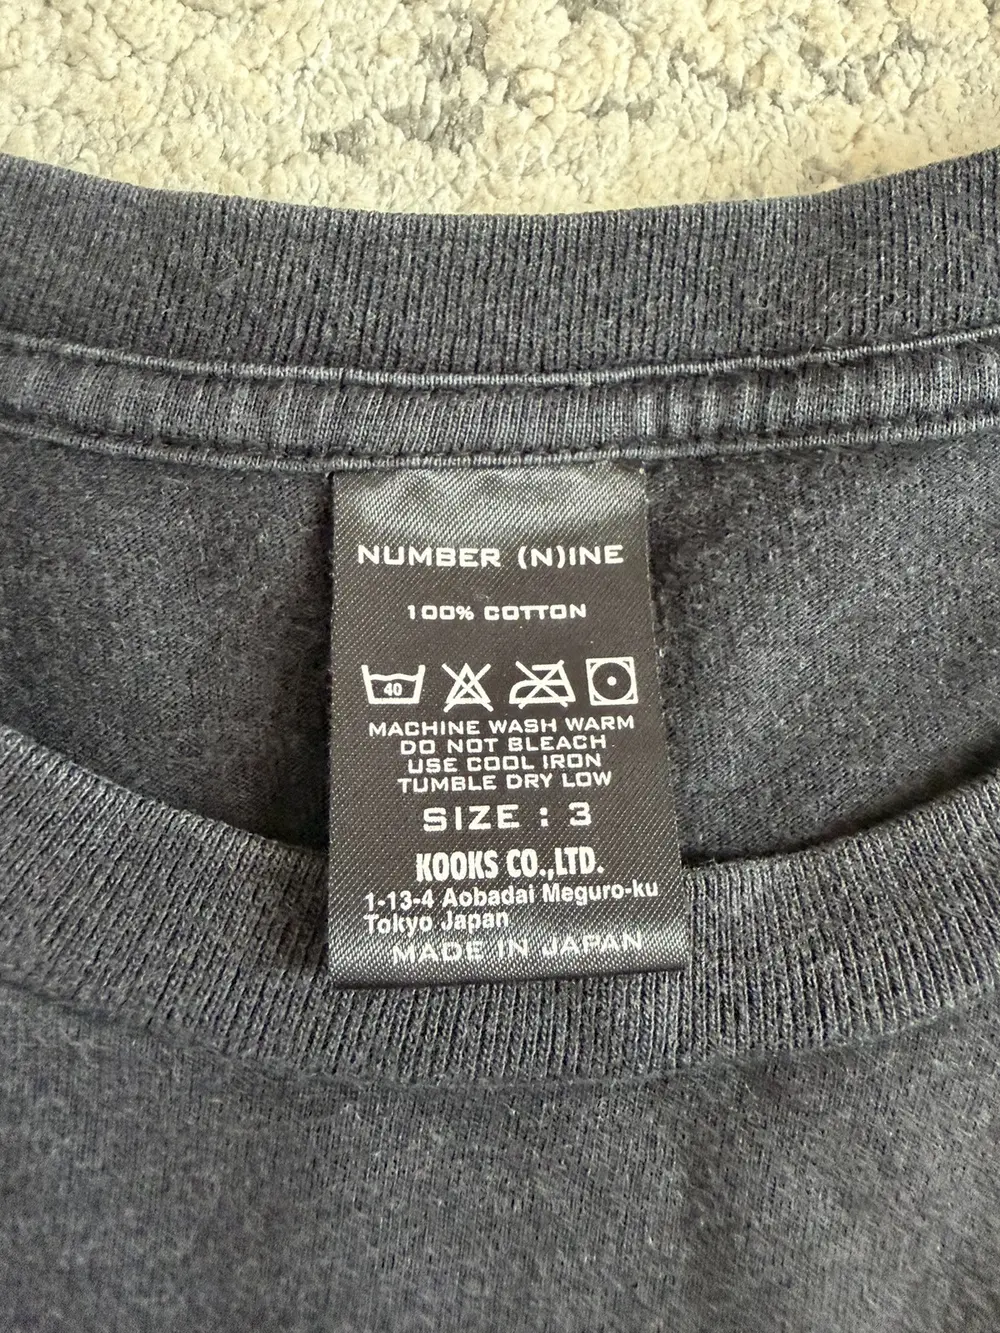 NUMBER (N)INE
100% COTTON
40
MACHINE WASH WARM
DO NOT BLEACH
USE COOL IRON
TUMBLE DRY LOW
SIZE : 3
KOOKS CO.,LTD.
1-13-4 Aobadai Meguro-ku
Tokyo Japan
MADE IN JAPAN